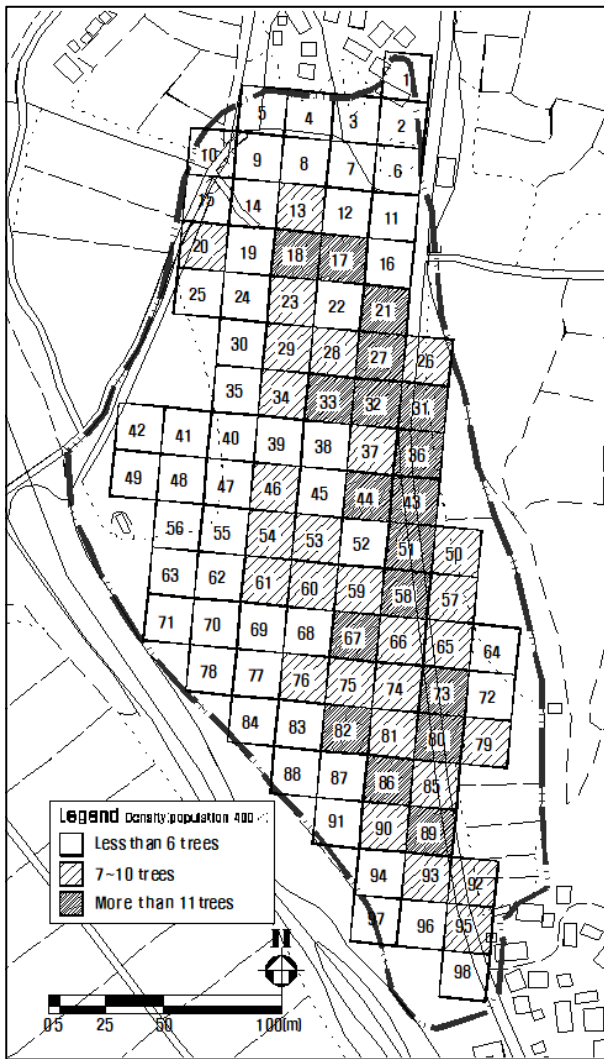 1
5 4 3 2
10 9 8 7 6
15 14 13 12 11
20 19 18 17 16
25 24 23 22 21
30 29 28 27 26
35 34 33 32 31
42 41 40 39 38 37 36
49 48 47 46 45 44 43
56 55 54 53 52 51 50
63 62 61 60 59 58 57
71 70 69 68 67 66 65 64
78 77 76 75 74 73 72
84 83 82 81 80 79
88 87 86 85
91 90 89
94 93 92
97 96 95
98
Legend Density:population 400
Less than 6 trees
7~10 trees
More than 11 trees
N
0 5 25 50 100(m)